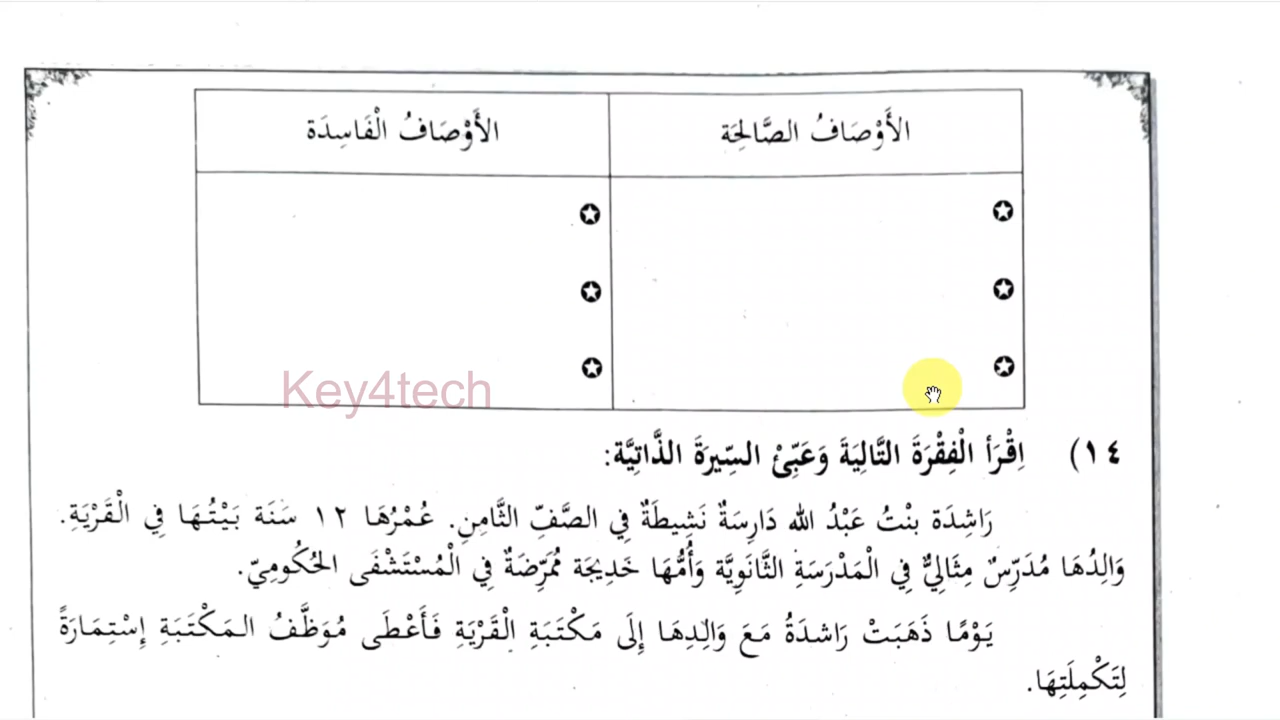 الأَوْصَافُ الصَّالِحَة
الأَوْصَافُ الْفَاسِدَة
Key4tech
١٤) اِقْرَأ الْفِقْرَةَ التَّالِيَةَ وَعَبِّئْ السِّيرَةَ الذَّاتِيَّة:
رَاشِدَة بِنْتُ عَبْدُ الله دَارِسَةٌ نَشِيطَةٌ فِي الصَّفِّ الثَّامِنِ. عُمْرُهَا ١٢ سَنَة بَيْتُهَا فِي الْقَرْيَةِ.
وَالِدُهَا مُدَرِّسٌ مِثَالِيٌّ فِي الْمَدْرَسَةِ الثَّانَوِيَّة وَأُمُّهَا خَدِيجَة مُمَرِّضَةٌ فِي الْمُسْتَشْفَى الحُكُومِيّ.
يَوْمًا ذَهَبَتْ رَاشدَةُ مَعَ وَالِدِهَا إِلَى مَكْتَبَةِ الْقَرْيَةِ فَأَعْطَى مُوَظَّفُ المَكْتَبَةِ إِسْتِمَارَةً
لِتَكْمِلَتِهَا.